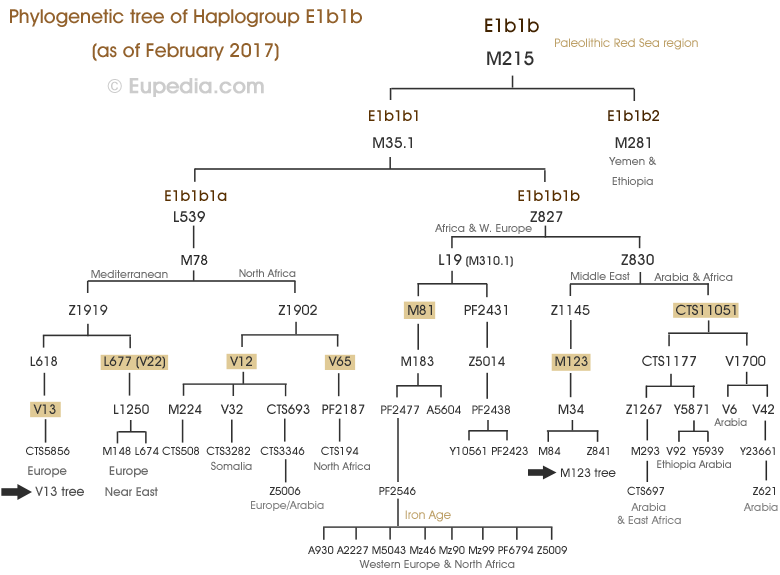 Phylogenetic tree of Haplogroup E1b1b
(as of February 2017)
© Eupedia.com
E1b1b
Paleolithic Red Sea region
M215
E1b1b1
E1b1b2
M35.1
M281
Yemen &
Ethiopia
E1b1b1a
E1b1b1b
L539
Z827
Africa & W. Europe
M78
L19 (M310.1)
Z830
Mediterranean
North Africa
Middle East
Arabia & Africa
Z1919
Z1902
M81
PF2431
Z1145
CTS11051
L618
L677 (V22)
V12
V65
M183
Z5014
M123
CTS1177
V1700
V13
L1250
M224
V32
CTS693
PF2187
PF2477
A5604
PF2438
M34
Z1267
Y5871
V6
V42
Arabia
CTS5856
M148
L674
CTS508
CTS3282
CTS3346
CTS194
Y10561
PF2423
M84
Z841
M293
V92
Y5939
Y23661
Europe
Europe
Somalia
North Africa
Ethiopia
Arabia
M123 tree
V13 tree
Near East
Z5006
PF2546
CTS697
Z621
Europe/Arabia
Arabia
& East Africa
Arabia
Iron Age
A930
A2227
M5043
Mz46
Mz90
Mz99
PF6794
Z5009
Western Europe & North Africa